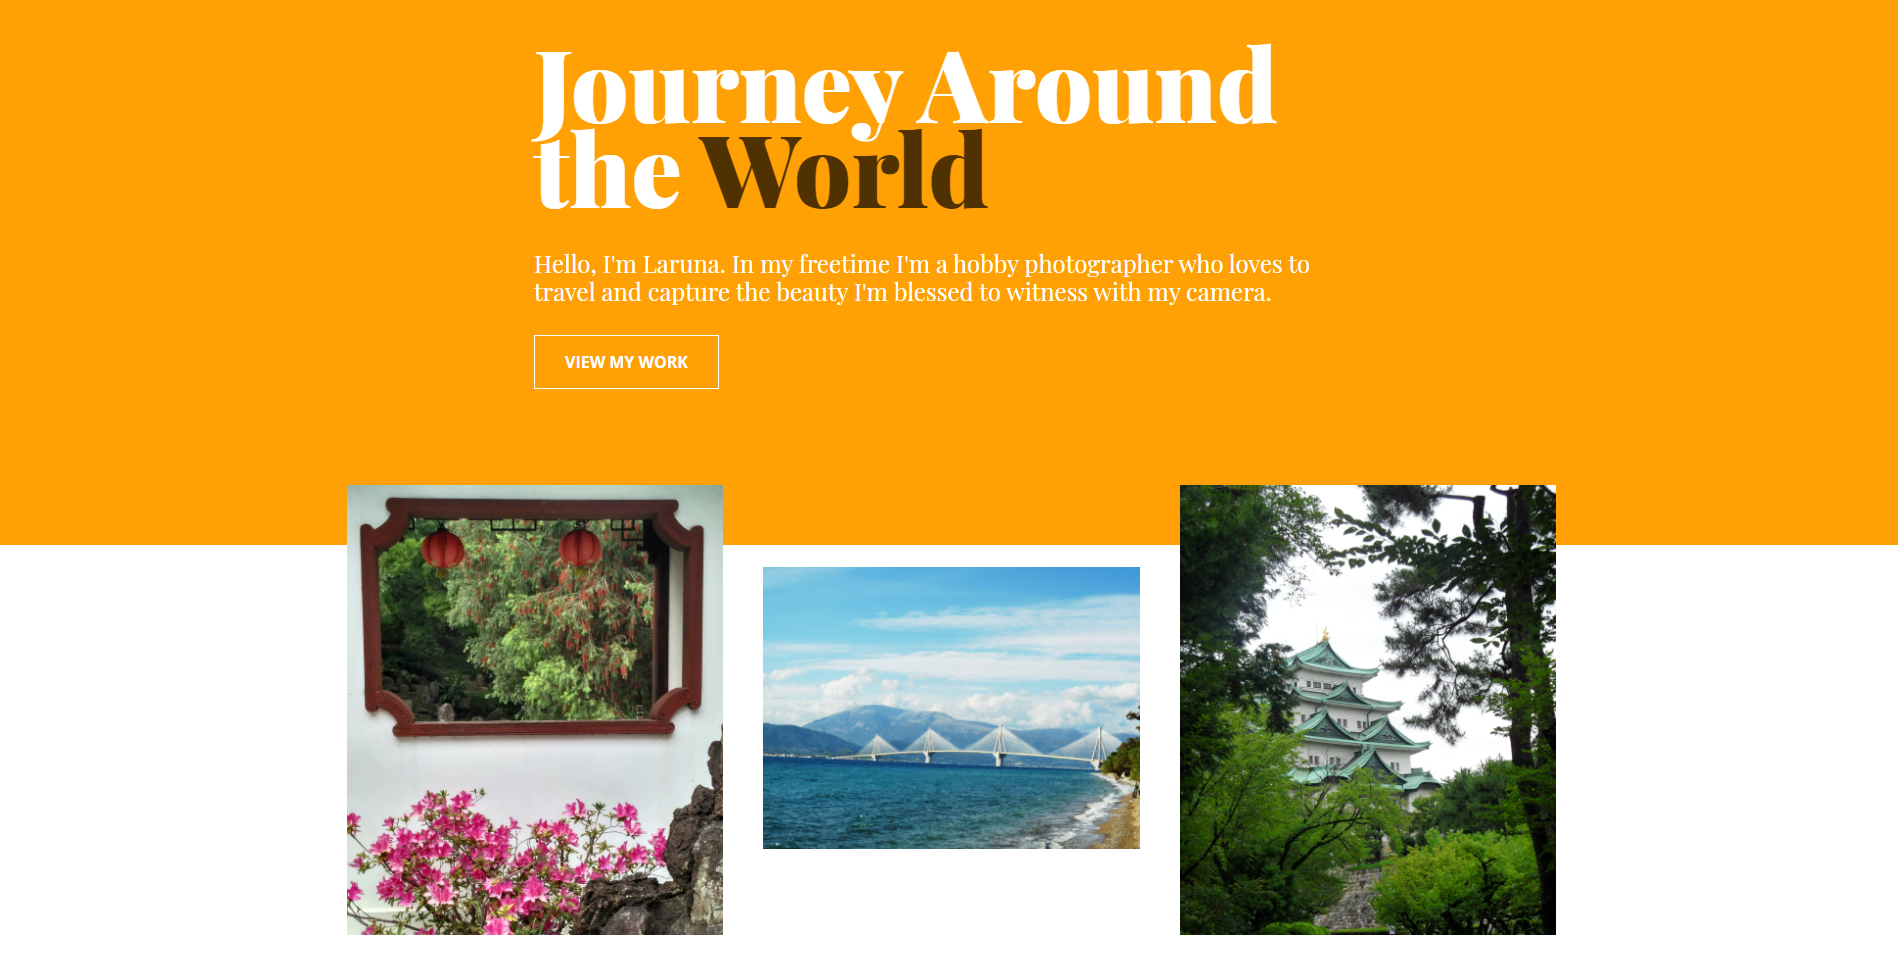 Journey Around
the World
Hello, I'm Laruna. In my freetime I'm a hobby photographer who loves to
travel and capture the beauty I'm blessed to witness with my camera.
VIEW MY WORK